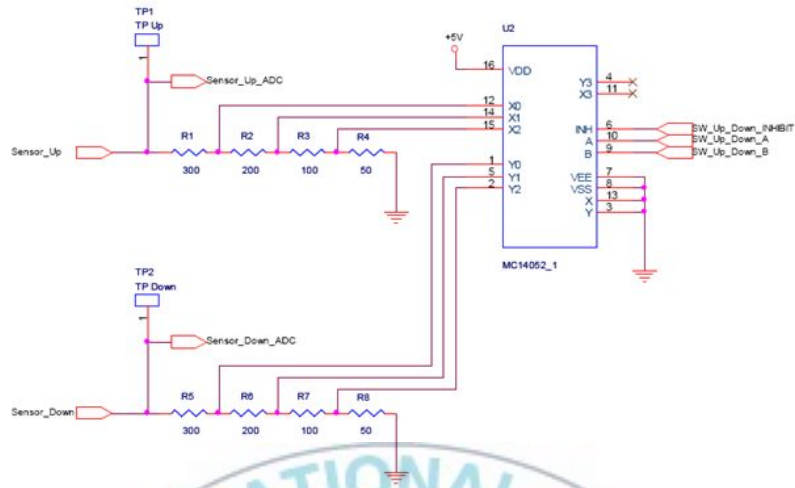 TP1
TP Up
1
Sensor_Up_ADC
Sensor_Up
R1 R2 R3 R4
300 200 100 50
U2
+5V
16 VDD
12 X0
14 X1
15 X2
1 Y0
5 Y1
2 Y2
Y3 4
X3 11
INH 6 SW_Up_Down_INHIBIT
A 10 SW_Up_Down_A
B 9 SW_Up_Down_B
VEE 7
VSS 8
X 13
Y 3
MC14052_1
TP2
TP Down
1
Sensor_Down_ADC
Sensor_Down
R5 R6 R7 R8
300 200 100 50
ATIONAL